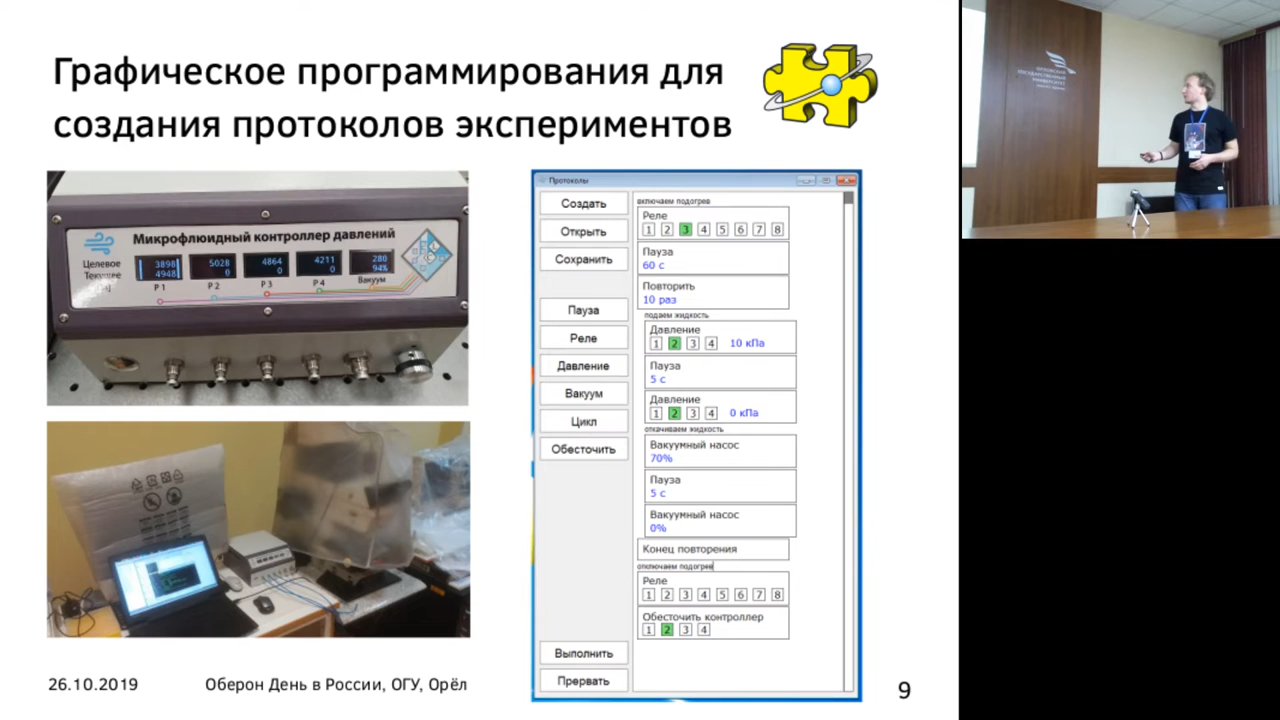 Графическое программирования для
создания протоколов экспериментов
Микрофлюидный контроллер давлений
Целевое
Текущее
3898
4948
5028
0
4864
0
4211
0
280
94%
P 1
P 2
P 3
P 4
Вакуум
Протоколы
Создать
Открыть
Сохранить
Пауза
Реле
Давление
Вакуум
Цикл
Обесточить
Выполнить
Прервать
включаем подогрев
Реле
1 2 3 4 5 6 7 8
Пауза
60 с
Повторить
10 раз
подаем жидкость
Давление
1 2 3 4 10 кПа
Пауза
5 с
Давление
1 2 3 4 0 кПа
откачиваем жидкость
Вакуумный насос
70%
Пауза
5 с
Вакуумный насос
0%
Конец повторения
отключаем подогрев
Реле
1 2 3 4 5 6 7 8
Обесточить контроллер
1 2 3 4
26.10.2019
Оберон День в России, ОГУ, Орёл
9
ОРЛОВСКИЙ
ГОСУДАРСТВЕННЫЙ
УНИВЕРСИТЕТ